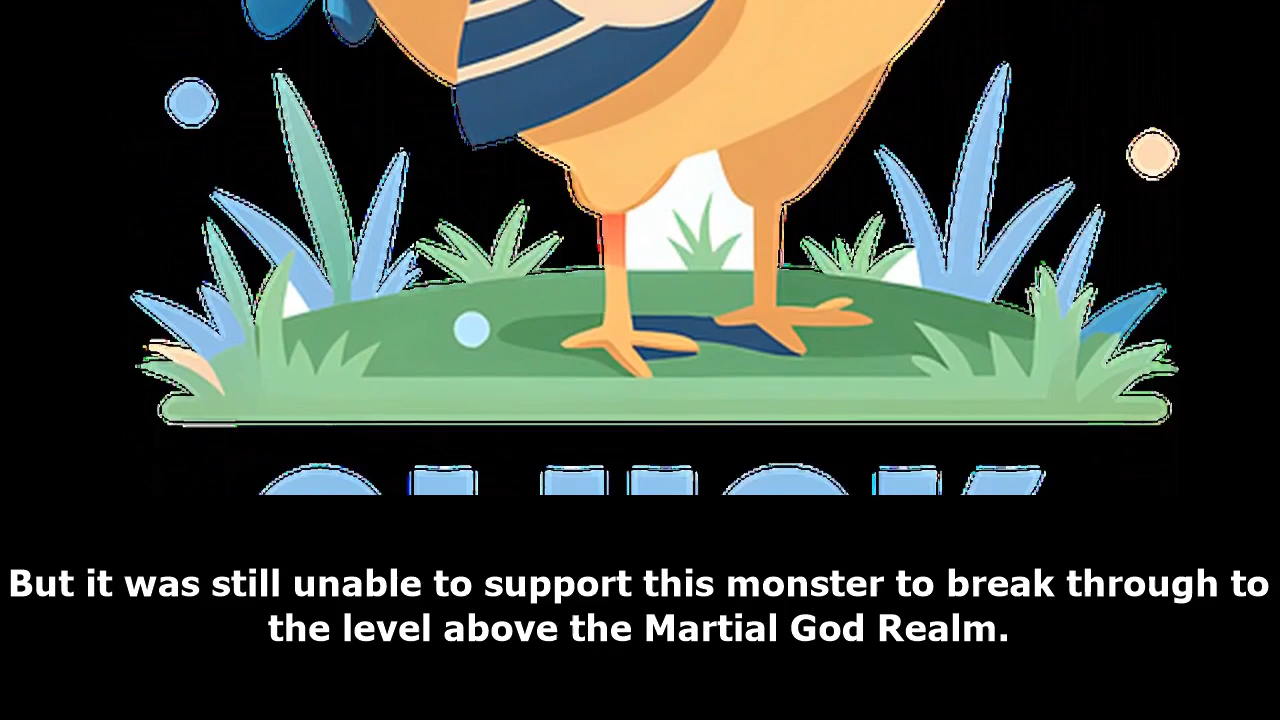 But it was still unable to support this monster to break through to
the level above the Martial God Realm.